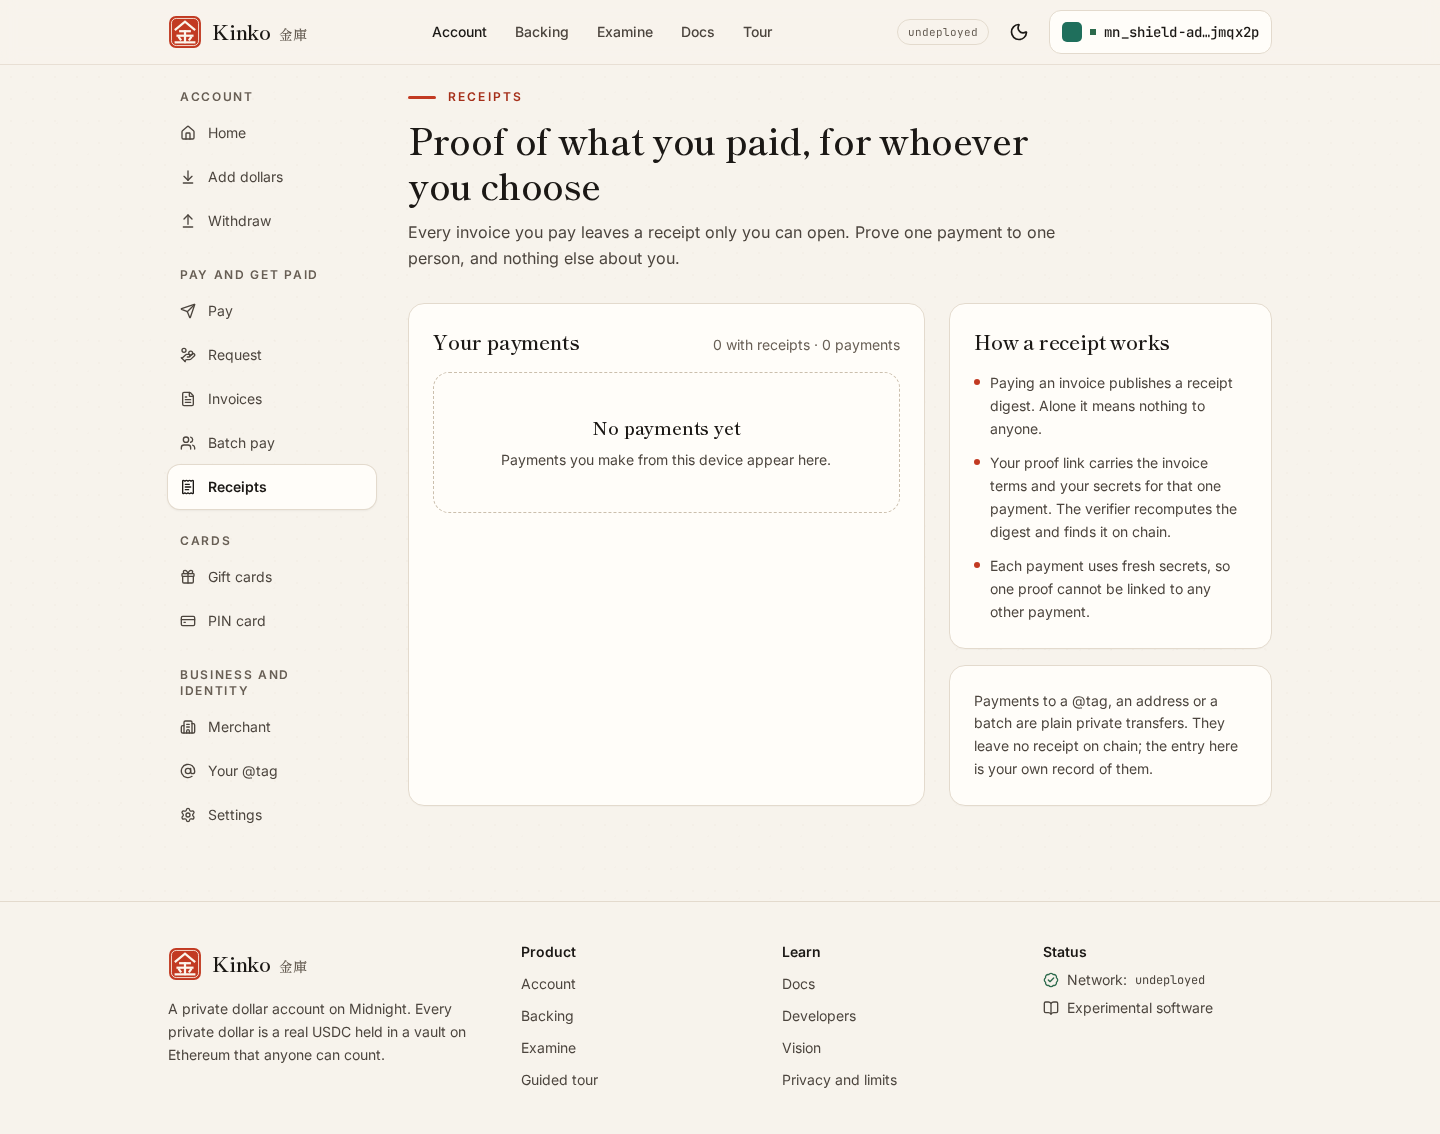 金 Kinko 金庫
Account
Backing
Examine
Docs
Tour
undeployed
mn_shield-ad…jmqx2p
ACCOUNT
Home
Add dollars
Withdraw
PAY AND GET PAID
Pay
Request
Invoices
Batch pay
Receipts
CARDS
Gift cards
PIN card
BUSINESS AND
IDENTITY
Merchant
Your @tag
Settings
RECEIPTS
Proof of what you paid, for whoever
you choose
Every invoice you pay leaves a receipt only you can open. Prove one payment to one
person, and nothing else about you.
Your payments
0 with receipts · 0 payments
No payments yet
Payments you make from this device appear here.
How a receipt works
Paying an invoice publishes a receipt
digest. Alone it means nothing to
anyone.
Your proof link carries the invoice
terms and your secrets for that one
payment. The verifier recomputes the
digest and finds it on chain.
Each payment uses fresh secrets, so
one proof cannot be linked to any
other payment.
Payments to a @tag, an address or a
batch are plain private transfers. They
leave no receipt on chain; the entry here
is your own record of them.
金 Kinko 金庫
A private dollar account on Midnight. Every
private dollar is a real USDC held in a vault on
Ethereum that anyone can count.
Product
Account
Backing
Examine
Guided tour
Learn
Docs
Developers
Vision
Privacy and limits
Status
Network: undeployed
Experimental software